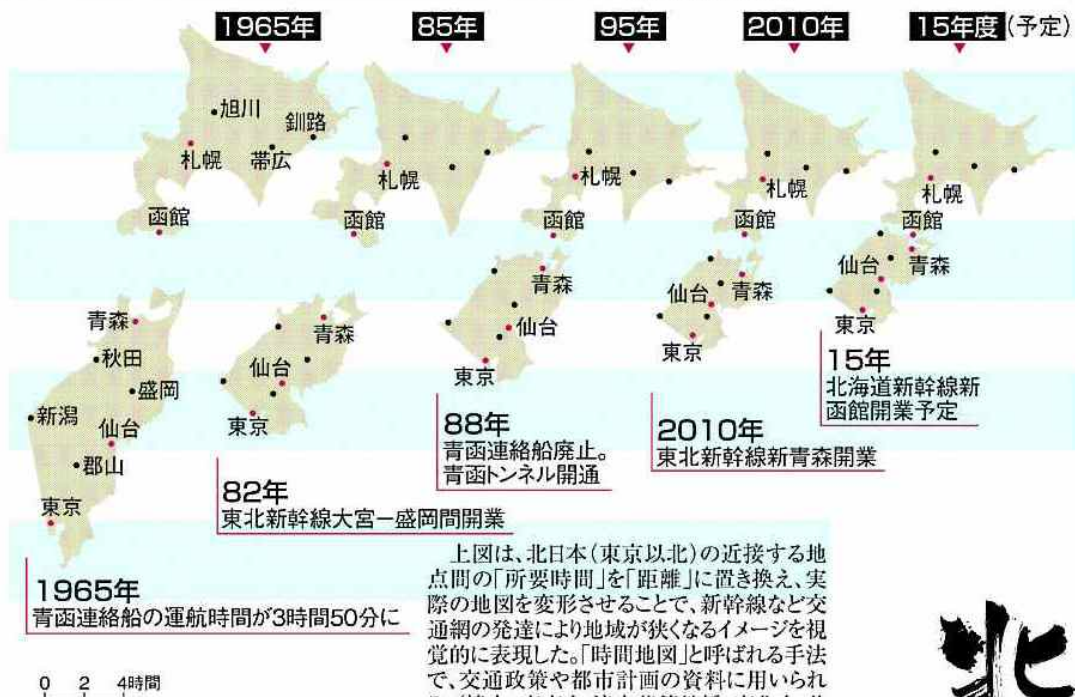 1965年
85年
95年
2010年
15年度(予定)
旭川
釧路
札幌
帯広
函館
札幌
函館
札幌
函館
札幌
函館
札幌
函館
青森
秋田
盛岡
新潟
仙台
郡山
東京
青森
仙台
東京
青森
仙台
東京
仙台
青森
東京
仙台
青森
東京
15年
北海道新幹線新
函館開業予定
2010年
東北新幹線新青森開業
88年
青函連絡船廃止。
青函トンネル開通
82年
東北新幹線大宮ー盛岡間開業
1965年
青函連絡船の運航時間が3時間50分に
0 2 4時間
上図は、北日本(東京以北)の近接する地
点間の「所要時間」を「距離」に置き換え、実
際の地図を変形させることで、新幹線など交
通網の発達により地域が狭くなるイメージを視
覚的に表現した。「時間地図」と呼ばれる手法
で、交通政策や都市計画の資料に用いられ
北